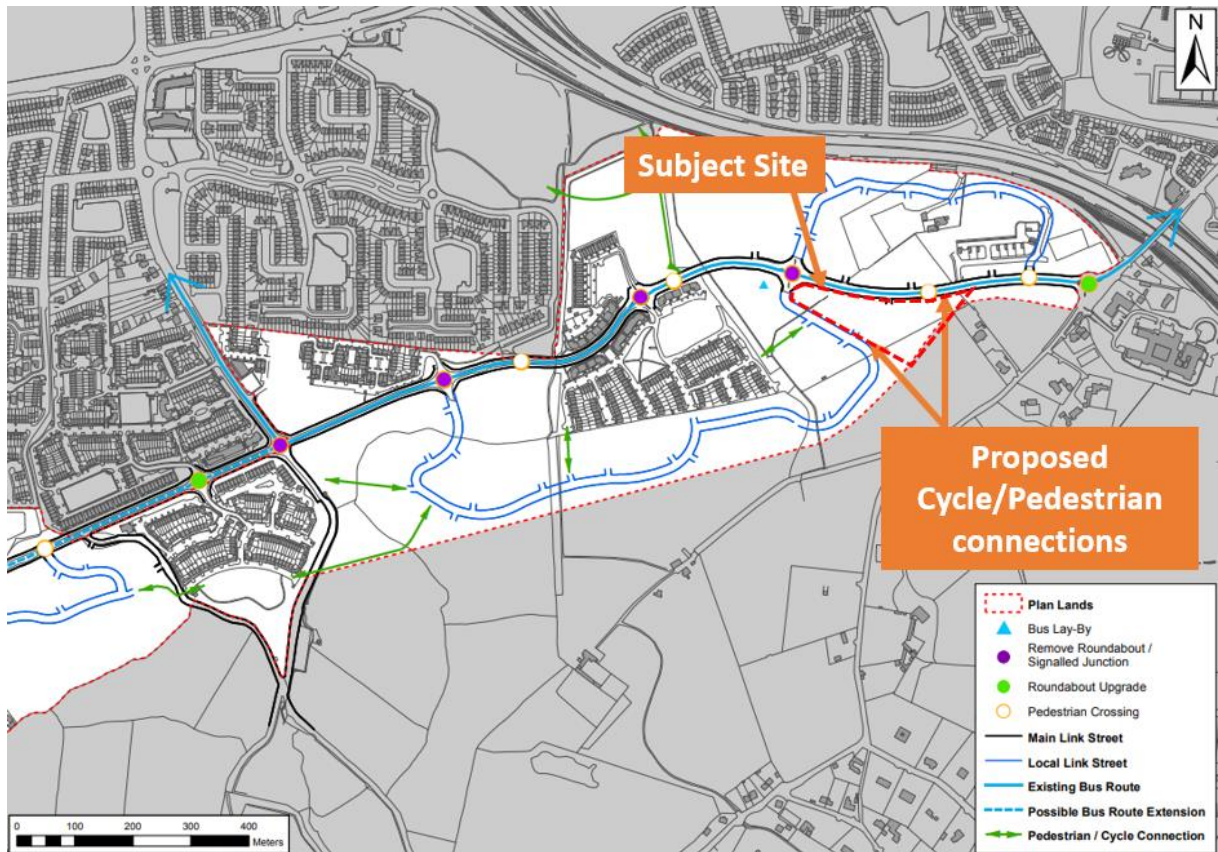 N
Subject Site
Proposed
Cycle/Pedestrian
connections
Plan Lands
Bus Lay-By
Remove Roundabout /
Signalled Junction
Roundabout Upgrade
Pedestrian Crossing
Main Link Street
Local Link Street
Existing Bus Route
Possible Bus Route Extension
Pedestrian / Cycle Connection
0 100 200 300 400
Meters